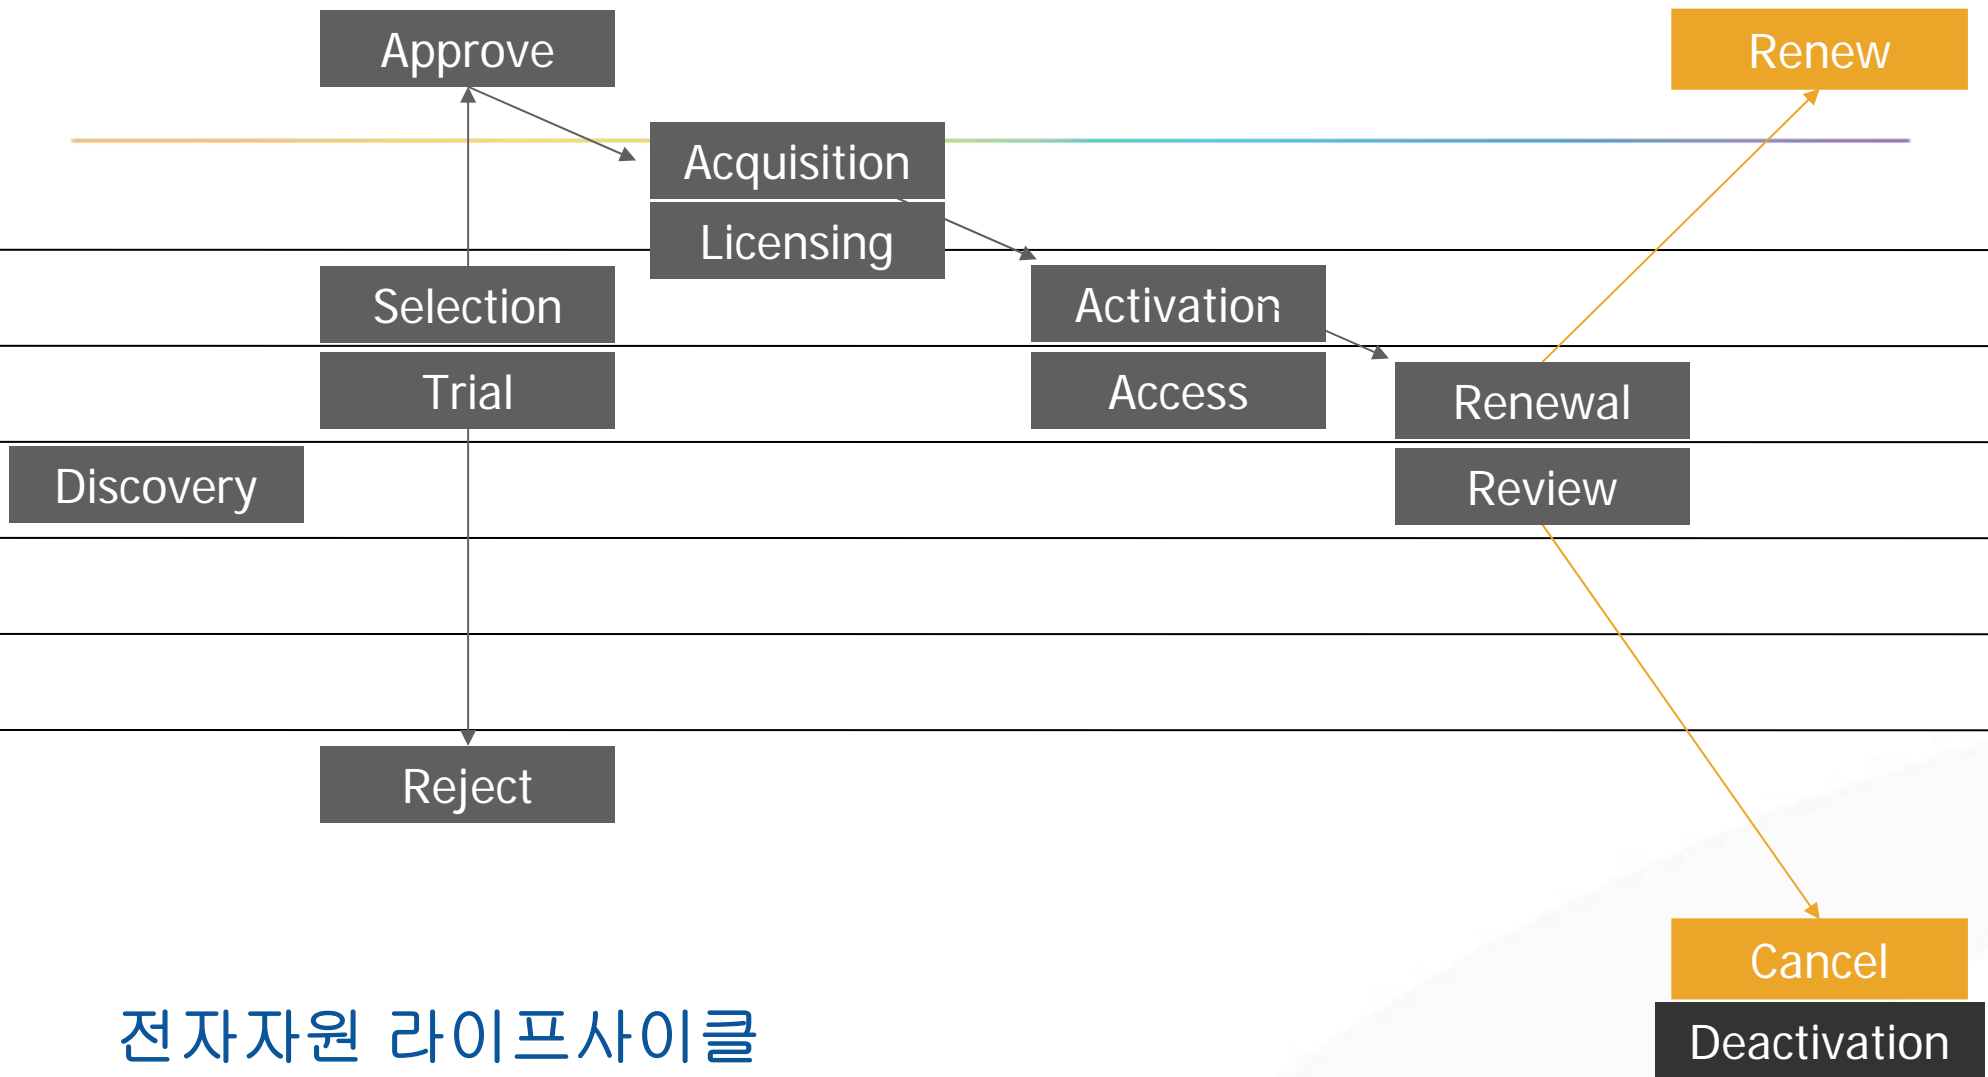 Approve
Renew
Acquisition
Licensing
Selection
Activation
Trial
Access
Renewal
Discovery
Review
Reject
Cancel
전자자원 라이프사이클
Deactivation